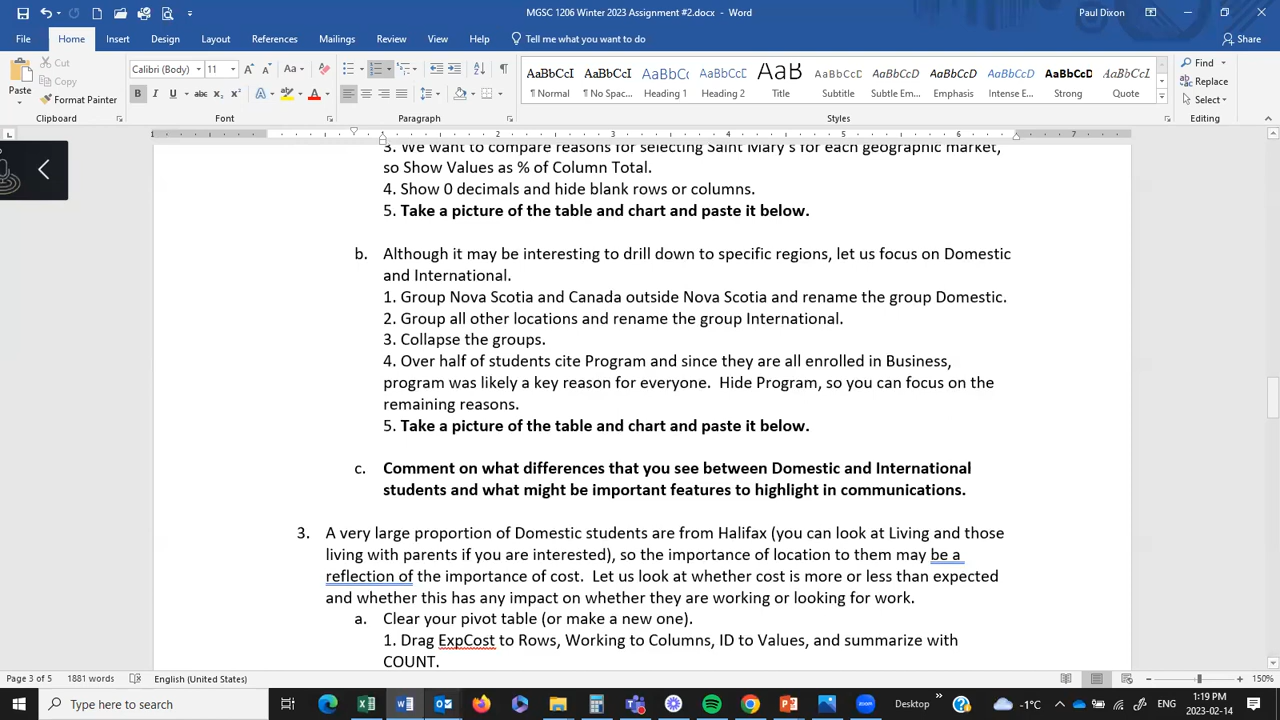 MGSC 1206 Winter 2023 Assignment #2.docx - Word
Paul Dixon
File Home Insert Design Layout References Mailings Review View Help Tell me what you want to do Share
Paste
Cut
Copy
Format Painter
Clipboard
Calibri (Body) 11
Font
Paragraph
AaBbCcI AaBbCcI AaBbCc AaBbCcI AaB AaBbCcI AaBbCcI AaBbCcI AaBbCcI AaBbCcI AaBbCcI
¶ Normal ¶ No Spac... Heading 1 Heading 2 Title Subtitle Subtle Em... Emphasis Intense E... Strong Quote
Styles
Find
Replace
Select
Editing
1 2 3 4 5 6 7
3. We want to compare reasons for selecting Saint Mary's for each geographic market,
so Show Values as % of Column Total.
4. Show 0 decimals and hide blank rows or columns.
5. Take a picture of the table and chart and paste it below.
b. Although it may be interesting to drill down to specific regions, let us focus on Domestic
and International.
1. Group Nova Scotia and Canada outside Nova Scotia and rename the group Domestic.
2. Group all other locations and rename the group International.
3. Collapse the groups.
4. Over half of students cite Program and since they are all enrolled in Business,
program was likely a key reason for everyone. Hide Program, so you can focus on the
remaining reasons.
5. Take a picture of the table and chart and paste it below.
c. Comment on what differences that you see between Domestic and International
students and what might be important features to highlight in communications.
3. A very large proportion of Domestic students are from Halifax (you can look at Living and those
living with parents if you are interested), so the importance of location to them may be a
reflection of the importance of cost. Let us look at whether cost is more or less than expected
and whether this has any impact on whether they are working or looking for work.
a. Clear your pivot table (or make a new one).
1. Drag ExpCost to Rows, Working to Columns, ID to Values, and summarize with
COUNT.
Page 3 of 5 1881 words English (United States) 150%
Type here to search
Desktop
-1°C
ENG
1:19 PM
2023-02-14